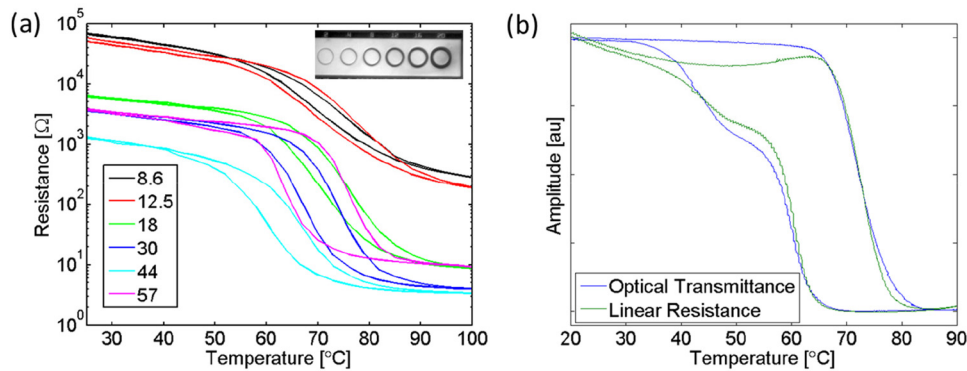 (a)
10^5
10^4
10^3
10^2
10^1
10^0
Resistance [Ω]
8.6
12.5
18
30
44
57
30 40 50 60 70 80 90 100
Temperature [°C]
(b)
Amplitude [au]
Optical Transmittance
Linear Resistance
20 30 40 50 60 70 80 90
Temperature [°C]